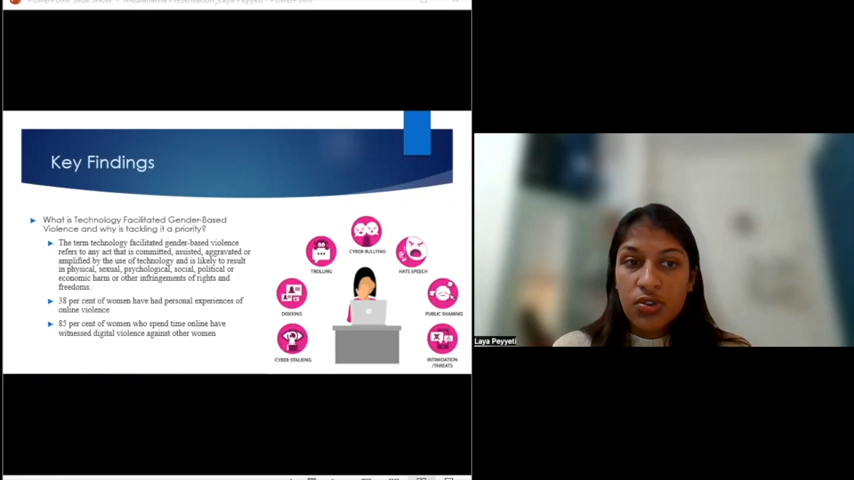 Key Findings
What is Technology Facilitated Gender-Based
Violence and why is tackling it a priority?
The term technology facilitated gender-based violence
refers to any act that is committed, assisted, aggravated or
amplified by the use of technology and is likely to result
in physical, sexual, psychological, social, political or
economic harm or other infringements of rights and
freedoms.
38 per cent of women have had personal experiences of
online violence
85 per cent of women who spend time online have
witnessed digital violence against other women
CYBER-BULLYING
TROLLING
HATE SPEECH
DOXXING
PUBLIC SHAMING
CYBER-STALKING
INTIMIDATION
/THREATS
Laya Peyyeti